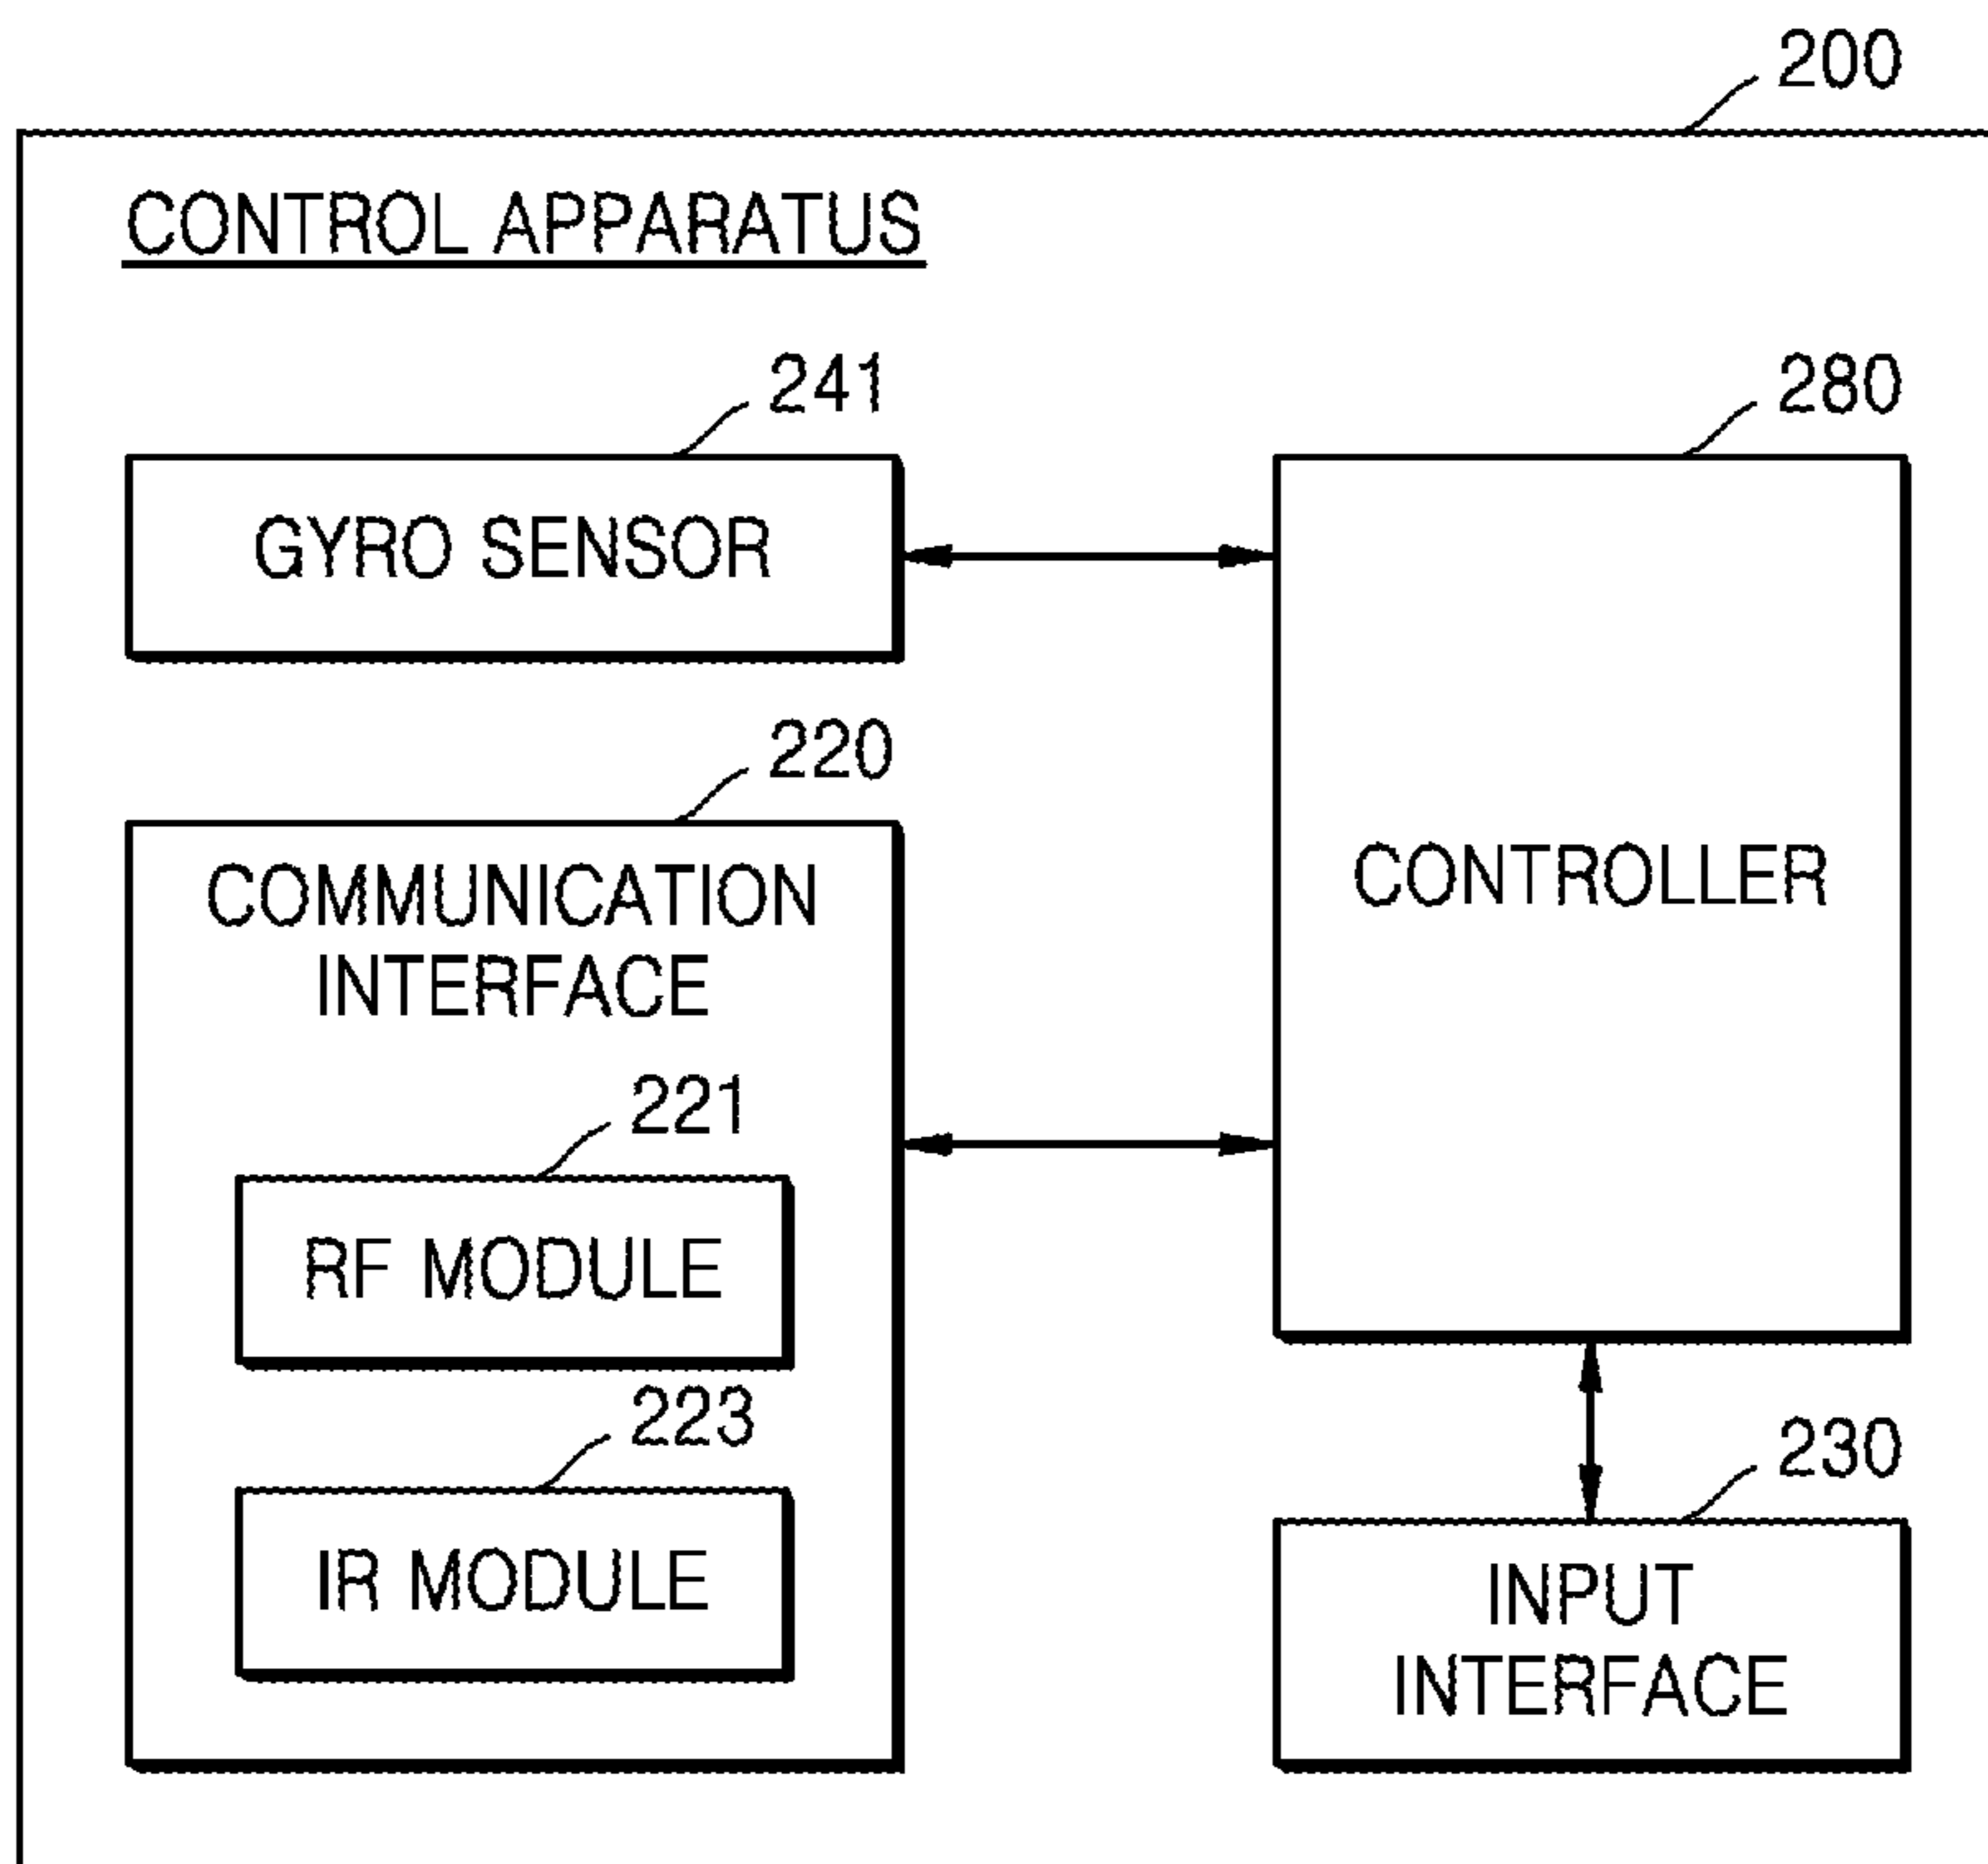 200
CONTROL APPARATUS
241
GYRO SENSOR
280
CONTROLLER
220
COMMUNICATION
INTERFACE
221
RF MODULE
223
IR MODULE
230
INPUT
INTERFACE